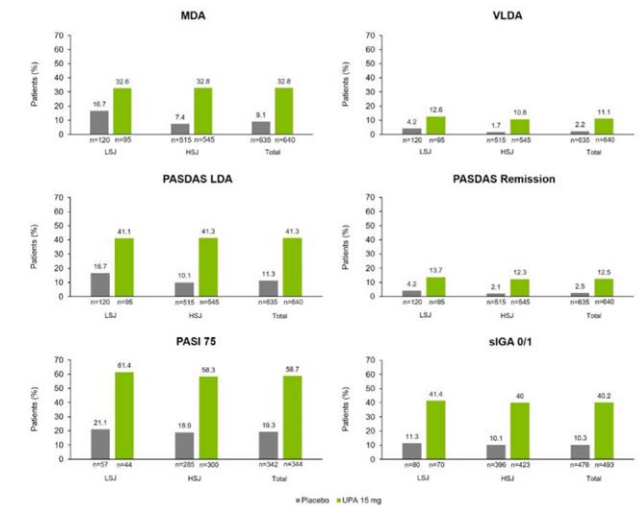 MDA
Patients (%)
70
60
50
40
30
20
10
0
16.7 32.6 7.4 32.8 9.1 32.8
n=120 n=95 n=515 n=545 n=635 n=640
LSJ HSJ Total
VLDA
Patients (%)
70
60
50
40
30
20
10
0
4.2 12.6 1.7 10.8 2.2 11.1
n=120 n=95 n=515 n=545 n=635 n=640
LSJ HSJ Total
PASDAS LDA
Patients (%)
70
60
50
40
30
20
10
0
16.7 41.1 10.1 41.3 11.3 41.3
n=120 n=95 n=515 n=545 n=635 n=640
LSJ HSJ Total
PASDAS Remission
Patients (%)
70
60
50
40
30
20
10
0
4.2 13.7 2.1 12.3 2.5 12.5
n=120 n=95 n=515 n=545 n=635 n=640
LSJ HSJ Total
PASI 75
Patients (%)
70
60
50
40
30
20
10
0
21.1 61.4 18.9 58.3 19.3 58.7
n=57 n=44 n=285 n=300 n=342 n=344
LSJ HSJ Total
sIGA 0/1
Patients (%)
70
60
50
40
30
20
10
0
11.3 41.4 10.1 40 10.3 40.2
n=80 n=70 n=396 n=423 n=476 n=493
LSJ HSJ Total
Placebo UPA 15 mg